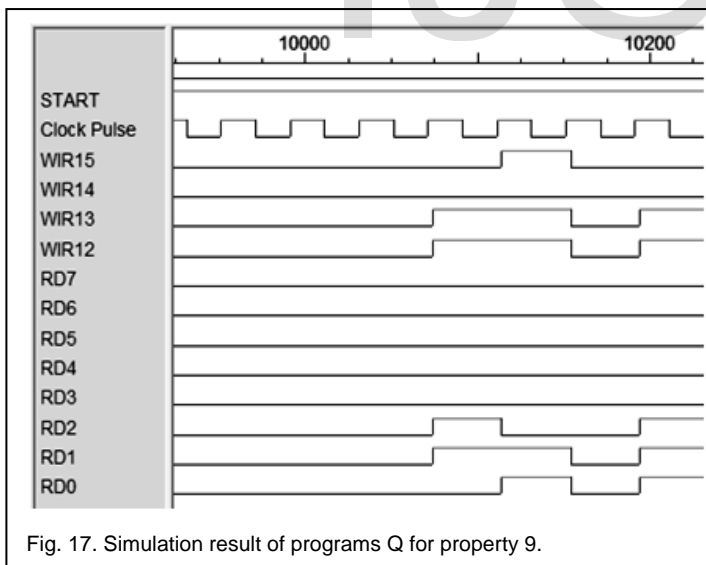 10000 10200
START
Clock Pulse
WIR15
WIR14
WIR13
WIR12
RD7
RD6
RD5
RD4
RD3
RD2
RD1
RD0
Fig. 17. Simulation result of programs Q for property 9.